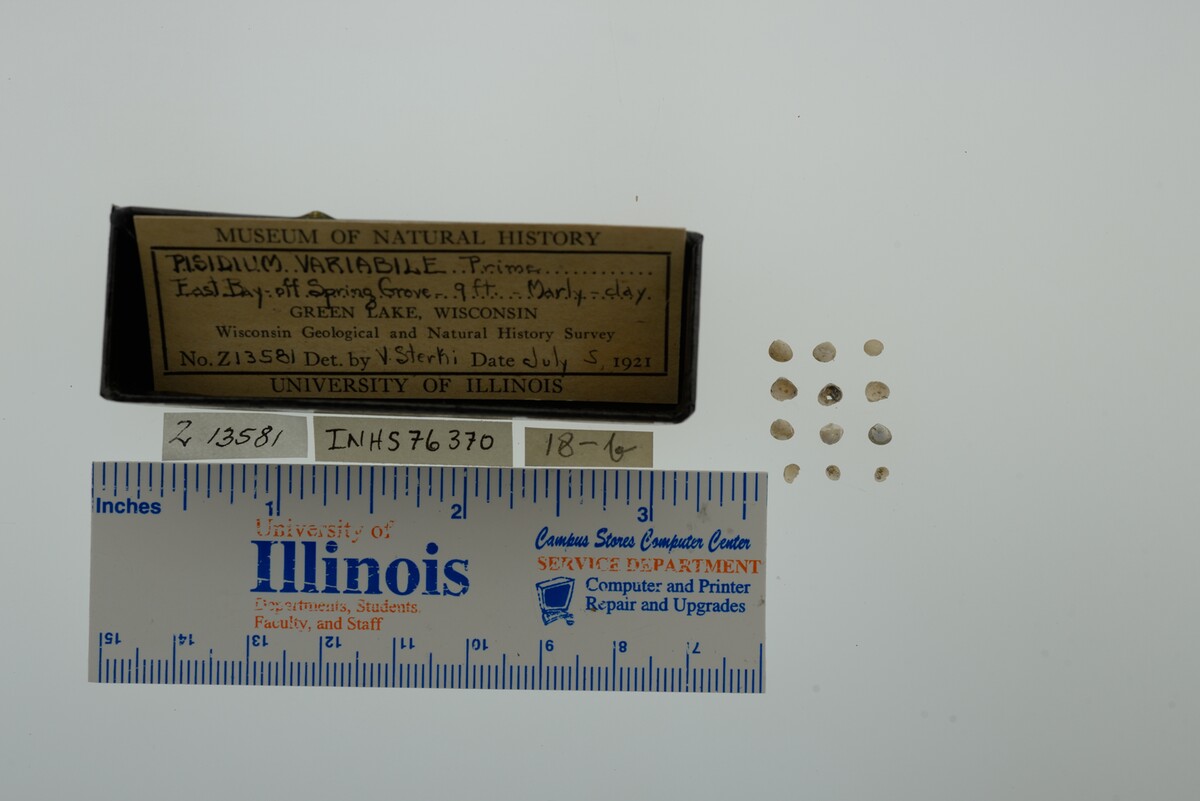 MUSEUM OF NATURAL HISTORY
PISIDIUM VARIABILE Prime
East Bay-off Spring Grove 9 ft. Marly-clay.
GREEN LAKE, WISCONSIN
Wisconsin Geological and Natural History Survey
No. Z13581 Det. by V. Sterki Date July 5, 1921
UNIVERSITY OF ILLINOIS
Z 13581
INHS 76370
18-b
Inches 1 2 3
University of
Illinois
Departments, Students,
Faculty, and Staff
Campus Stores Computer Center
SERVICE DEPARTMENT
Computer and Printer
Repair and Upgrades
15 14 13 12 11 10 9 8 7